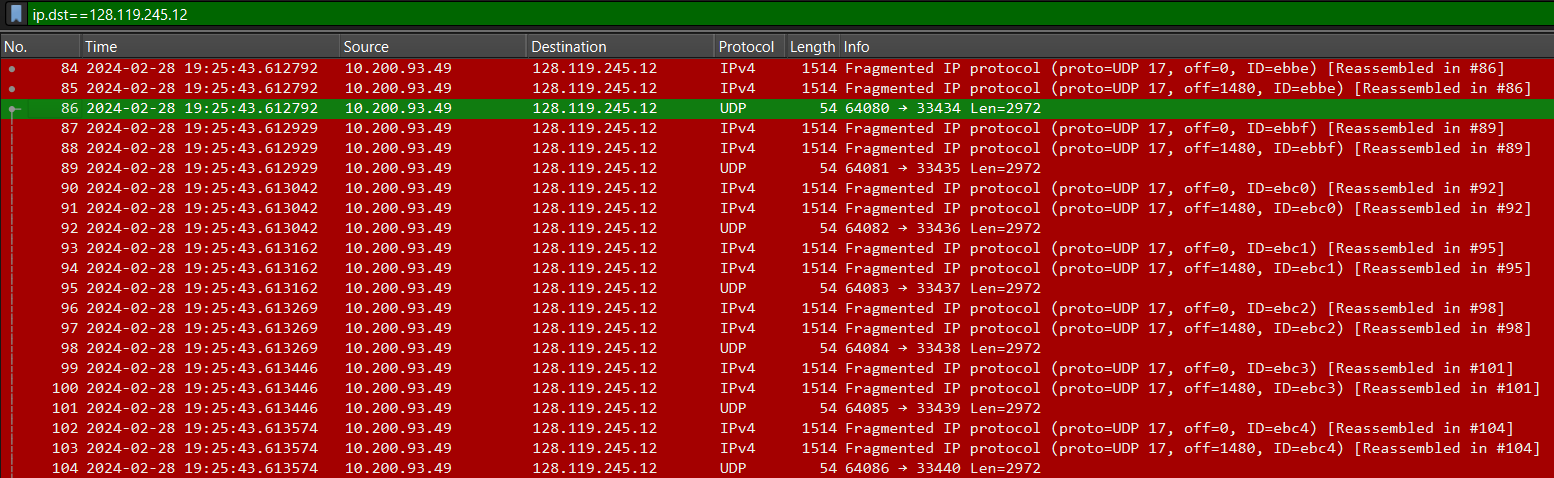 ip.dst==128.119.245.12
No. Time Source Destination Protocol Length Info
84 2024-02-28 19:25:43.612792 10.200.93.49 128.119.245.12 IPv4 1514 Fragmented IP protocol (proto=UDP 17, off=0, ID=ebbe) [Reassembled in #86]
85 2024-02-28 19:25:43.612792 10.200.93.49 128.119.245.12 IPv4 1514 Fragmented IP protocol (proto=UDP 17, off=1480, ID=ebbe) [Reassembled in #86]
86 2024-02-28 19:25:43.612792 10.200.93.49 128.119.245.12 UDP 54 64080 → 33434 Len=2972
87 2024-02-28 19:25:43.612929 10.200.93.49 128.119.245.12 IPv4 1514 Fragmented IP protocol (proto=UDP 17, off=0, ID=ebbf) [Reassembled in #89]
88 2024-02-28 19:25:43.612929 10.200.93.49 128.119.245.12 IPv4 1514 Fragmented IP protocol (proto=UDP 17, off=1480, ID=ebbf) [Reassembled in #89]
89 2024-02-28 19:25:43.612929 10.200.93.49 128.119.245.12 UDP 54 64081 → 33435 Len=2972
90 2024-02-28 19:25:43.613042 10.200.93.49 128.119.245.12 IPv4 1514 Fragmented IP protocol (proto=UDP 17, off=0, ID=ebc0) [Reassembled in #92]
91 2024-02-28 19:25:43.613042 10.200.93.49 128.119.245.12 IPv4 1514 Fragmented IP protocol (proto=UDP 17, off=1480, ID=ebc0) [Reassembled in #92]
92 2024-02-28 19:25:43.613042 10.200.93.49 128.119.245.12 UDP 54 64082 → 33436 Len=2972
93 2024-02-28 19:25:43.613162 10.200.93.49 128.119.245.12 IPv4 1514 Fragmented IP protocol (proto=UDP 17, off=0, ID=ebc1) [Reassembled in #95]
94 2024-02-28 19:25:43.613162 10.200.93.49 128.119.245.12 IPv4 1514 Fragmented IP protocol (proto=UDP 17, off=1480, ID=ebc1) [Reassembled in #95]
95 2024-02-28 19:25:43.613162 10.200.93.49 128.119.245.12 UDP 54 64083 → 33437 Len=2972
96 2024-02-28 19:25:43.613269 10.200.93.49 128.119.245.12 IPv4 1514 Fragmented IP protocol (proto=UDP 17, off=0, ID=ebc2) [Reassembled in #98]
97 2024-02-28 19:25:43.613269 10.200.93.49 128.119.245.12 IPv4 1514 Fragmented IP protocol (proto=UDP 17, off=1480, ID=ebc2) [Reassembled in #98]
98 2024-02-28 19:25:43.613269 10.200.93.49 128.119.245.12 UDP 54 64084 → 33438 Len=2972
99 2024-02-28 19:25:43.613446 10.200.93.49 128.119.245.12 IPv4 1514 Fragmented IP protocol (proto=UDP 17, off=0, ID=ebc3) [Reassembled in #101]
100 2024-02-28 19:25:43.613446 10.200.93.49 128.119.245.12 IPv4 1514 Fragmented IP protocol (proto=UDP 17, off=1480, ID=ebc3) [Reassembled in #101]
101 2024-02-28 19:25:43.613446 10.200.93.49 128.119.245.12 UDP 54 64085 → 33439 Len=2972
102 2024-02-28 19:25:43.613574 10.200.93.49 128.119.245.12 IPv4 1514 Fragmented IP protocol (proto=UDP 17, off=0, ID=ebc4) [Reassembled in #104]
103 2024-02-28 19:25:43.613574 10.200.93.49 128.119.245.12 IPv4 1514 Fragmented IP protocol (proto=UDP 17, off=1480, ID=ebc4) [Reassembled in #104]
104 2024-02-28 19:25:43.613574 10.200.93.49 128.119.245.12 UDP 54 64086 → 33440 Len=2972